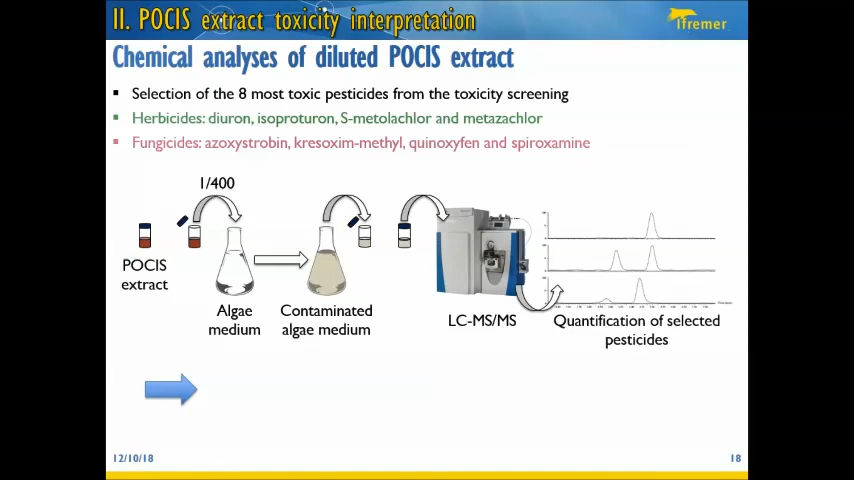 II. POCIS extract toxicity interpretation
ifremer
Chemical analyses of diluted POCIS extract
Selection of the 8 most toxic pesticides from the toxicity screening
Herbicides: diuron, isoproturon, S-metolachlor and metazachlor
Fungicides: azoxystrobin, kresoxim-methyl, quinoxyfen and spiroxamine
1/400
POCIS
extract
Algae
medium
Contaminated
algae medium
LC-MS/MS
Quantification of selected
pesticides
12/10/18
18